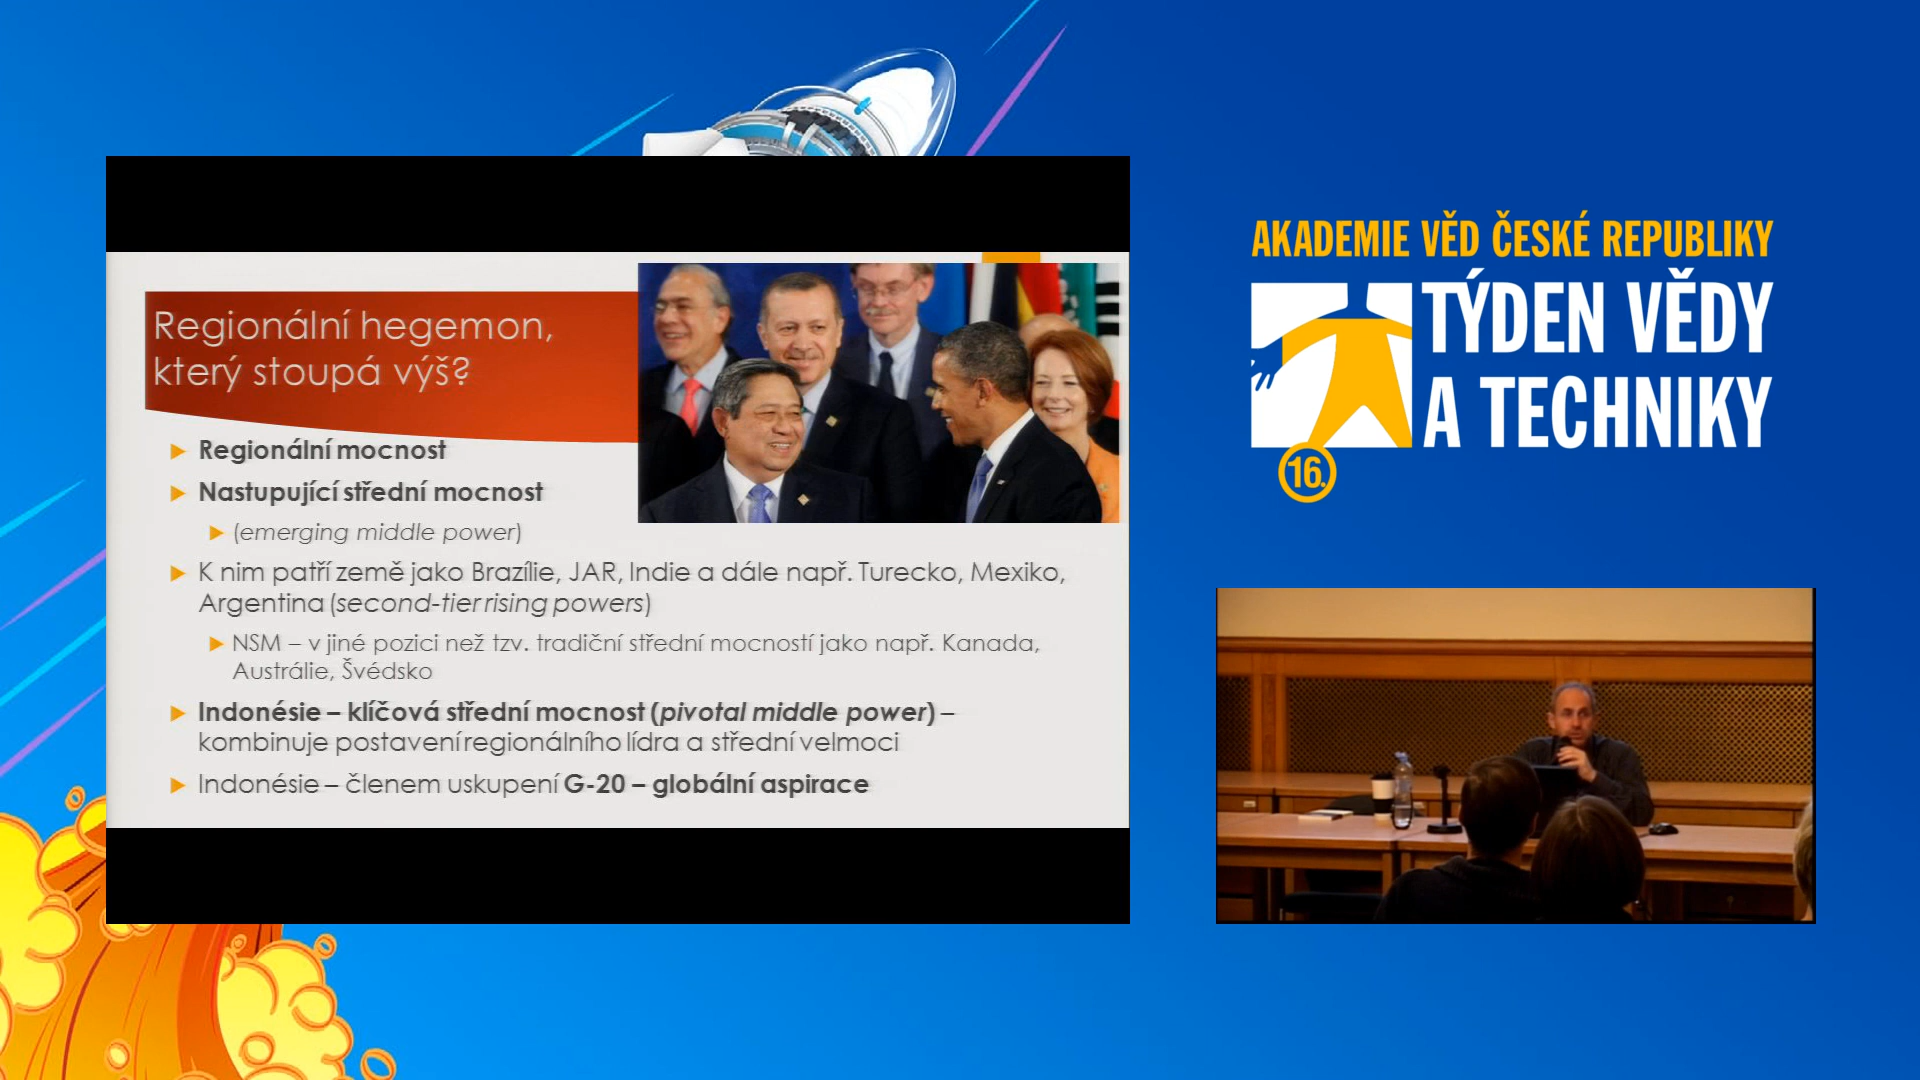 Regionální hegemon,
který stoupá výš?
Regionální mocnost
Nastupující střední mocnost
(emerging middle power)
K nim patří země jako Brazílie, JAR, Indie a dále např. Turecko, Mexiko,
Argentina (second-tier rising powers)
NSM – v jiné pozici než tzv. tradiční střední mocností jako např. Kanada,
Austrálie, Švédsko
Indonésie – klíčová střední mocnost (pivotal middle power) –
kombinuje postavení regionálního lídra a střední velmoci
Indonésie – členem uskupení G-20 – globální aspirace
AKADEMIE VĚD ČESKÉ REPUBLIKY
TÝDEN VĚDY
A TECHNIKY
16.